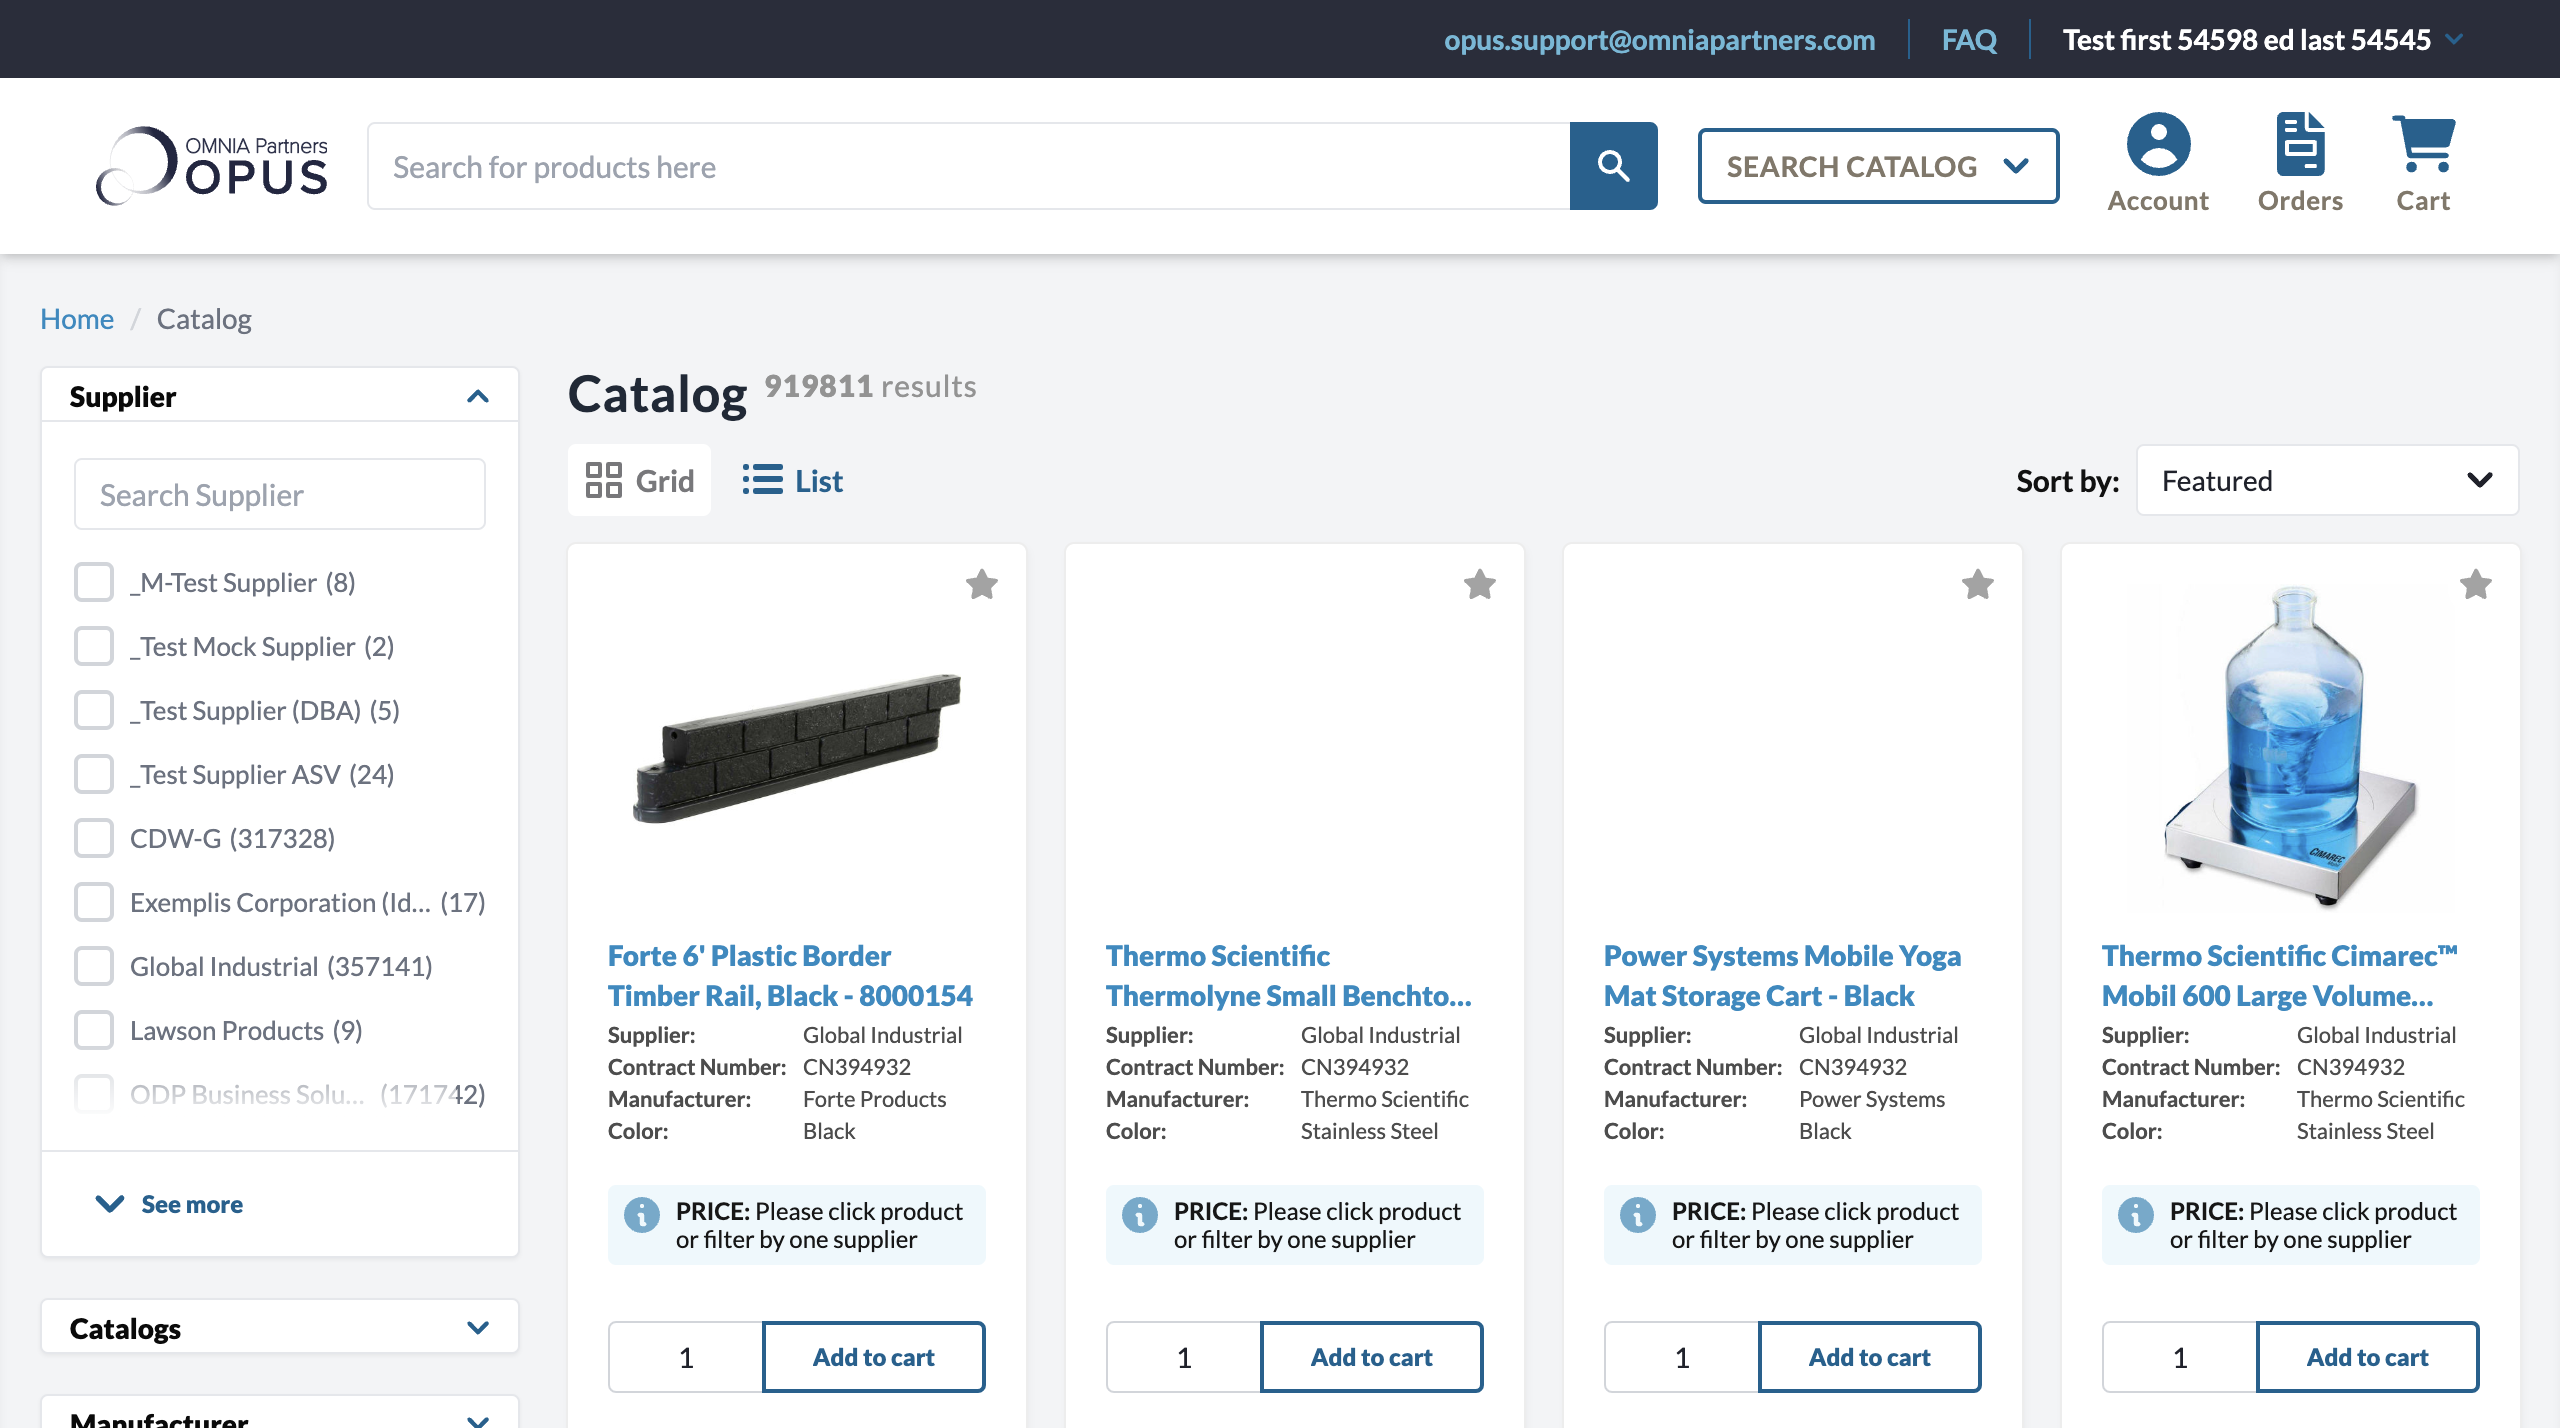 opus.support@omniapartners.com
FAQ
Test first 54598 ed last 54545
OMNIA Partners
OPUS
Search for products here
SEARCH CATALOG
Account
Orders
Cart
Home / Catalog
Supplier
Search Supplier
_M-Test Supplier (8)
_Test Mock Supplier (2)
_Test Supplier (DBA) (5)
_Test Supplier ASV (24)
CDW-G (317328)
Exemplis Corporation (Id... (17)
Global Industrial (357141)
Lawson Products (9)
ODP Business Solu... (171742)
See more
Catalogs
Manufacturer
Catalog 919811 results
Grid
List
Sort by: Featured
Forte 6' Plastic Border
Timber Rail, Black - 8000154
Supplier: Global Industrial
Contract Number: CN394932
Manufacturer: Forte Products
Color: Black
PRICE: Please click product
or filter by one supplier
1
Add to cart
Thermo Scientific
Thermolyne Small Benchto...
Supplier: Global Industrial
Contract Number: CN394932
Manufacturer: Thermo Scientific
Color: Stainless Steel
PRICE: Please click product
or filter by one supplier
1
Add to cart
Power Systems Mobile Yoga
Mat Storage Cart - Black
Supplier: Global Industrial
Contract Number: CN394932
Manufacturer: Power Systems
Color: Black
PRICE: Please click product
or filter by one supplier
1
Add to cart
CIMAREC
Thermo Scientific Cimarec™
Mobil 600 Large Volume...
Supplier: Global Industrial
Contract Number: CN394932
Manufacturer: Thermo Scientific
Color: Stainless Steel
PRICE: Please click product
or filter by one supplier
1
Add to cart